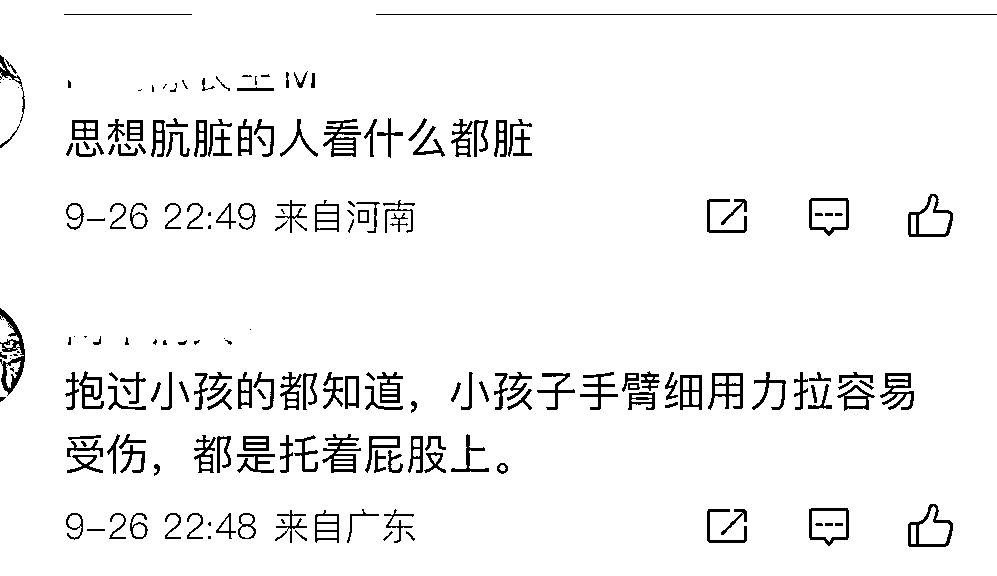 思想肮脏的人看什么都脏
9-26 22:49 来自河南
抱过小孩的都知道，小孩子手臂细用力拉容易
受伤，都是托着屁股上。
9-26 22:48 来自广东